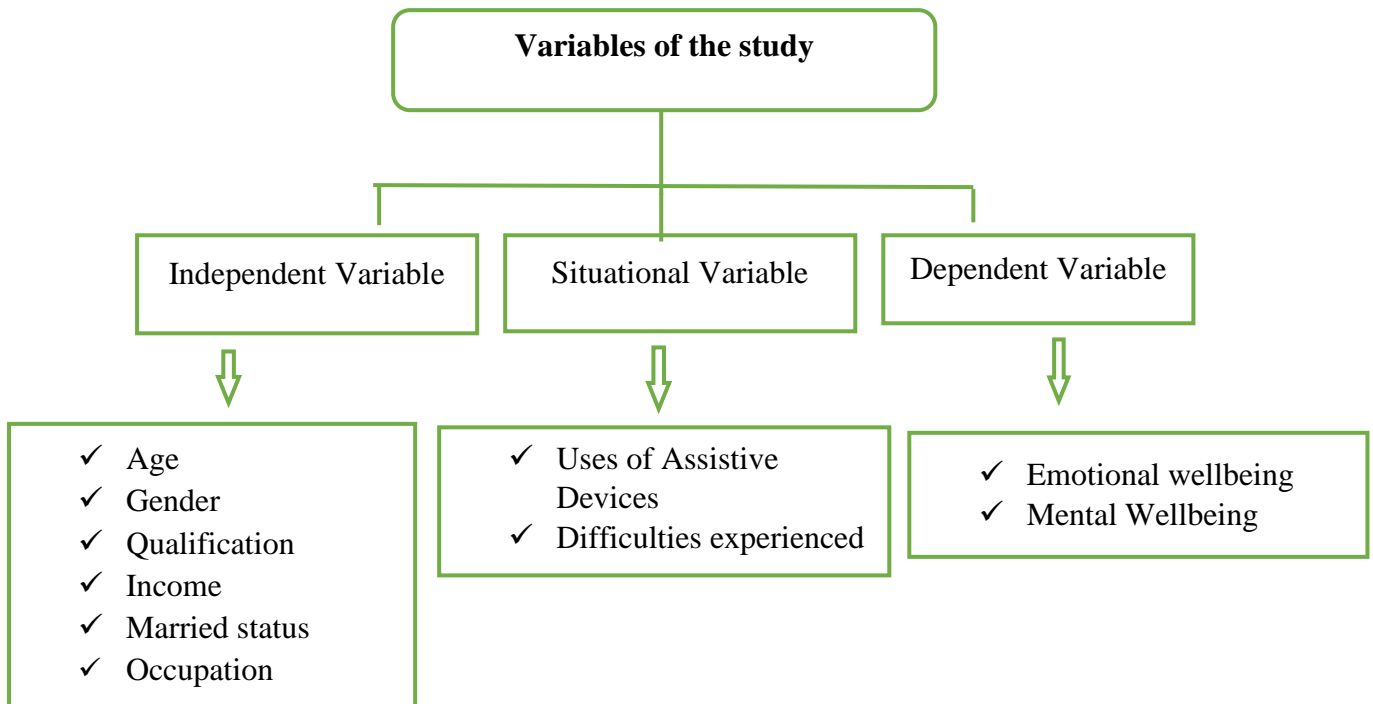 Variables of the study
Independent Variable
Situational Variable
Dependent Variable
✓ Age
✓ Gender
✓ Qualification
✓ Income
✓ Married status
✓ Occupation
✓ Uses of Assistive
Devices
✓ Difficulties experienced
✓ Emotional wellbeing
✓ Mental Wellbeing